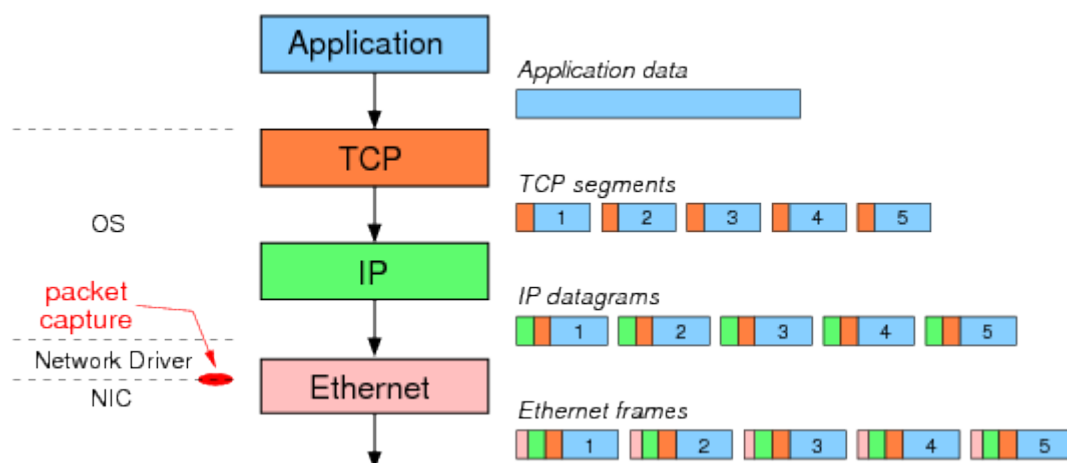 Application
Application data
TCP
TCP segments
1 2 3 4 5
OS
IP
packet
capture
IP datagrams
1 2 3 4 5
Network Driver
NIC
Ethernet
Ethernet frames
1 2 3 4 5